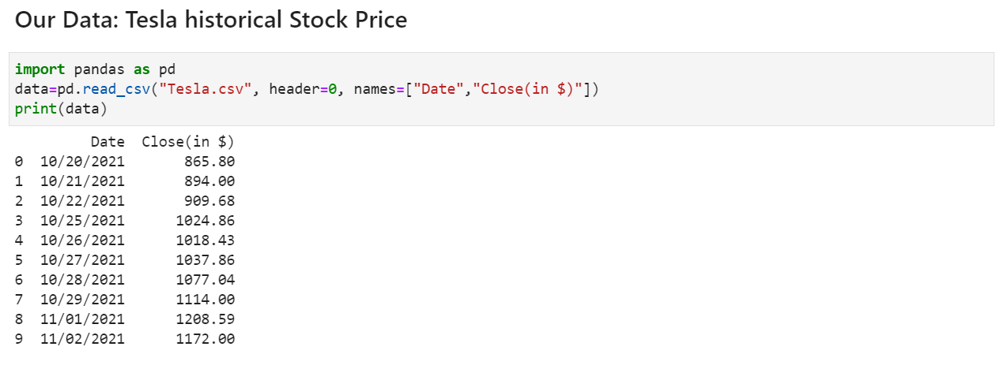 Our Data: Tesla historical Stock Price
import pandas as pd
data=pd.read_csv("Tesla.csv", header=0, names=["Date","Close(in $)"])
print(data)
Date Close(in $)
0 10/20/2021 865.80
1 10/21/2021 894.00
2 10/22/2021 909.68
3 10/25/2021 1024.86
4 10/26/2021 1018.43
5 10/27/2021 1037.86
6 10/28/2021 1077.04
7 10/29/2021 1114.00
8 11/01/2021 1208.59
9 11/02/2021 1172.00